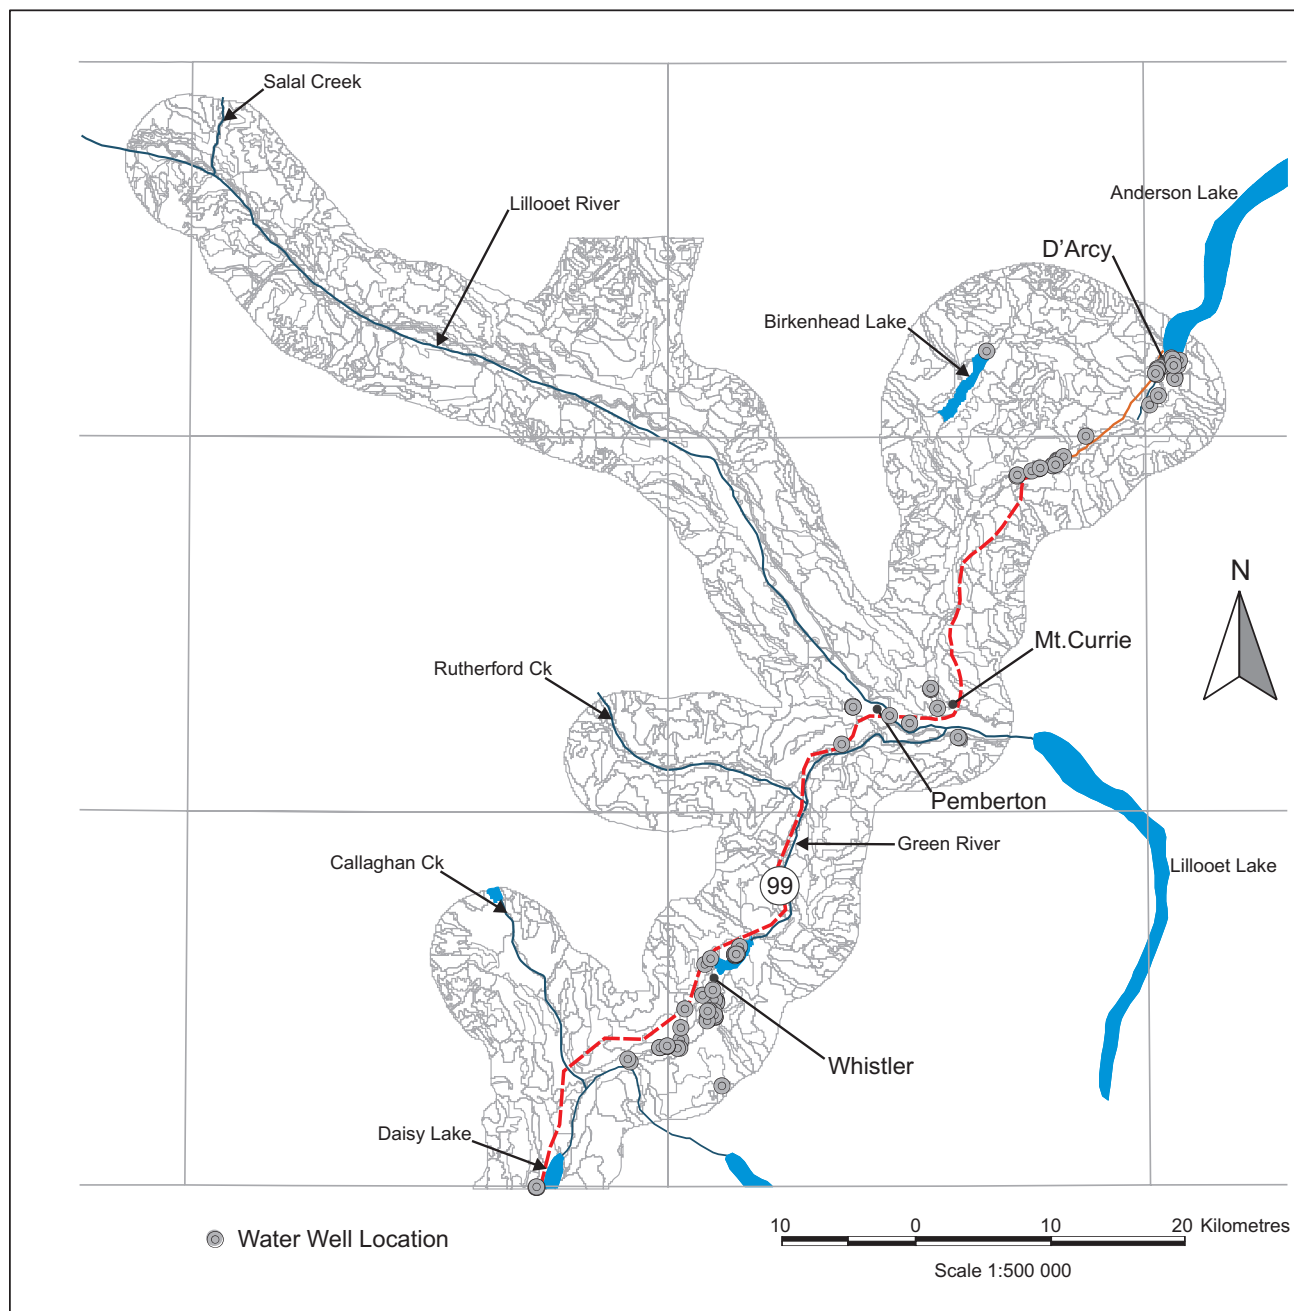 Salal Creek
Anderson Lake
Lillooet River
D'Arcy
Birkenhead Lake
N
Mt.Currie
Rutherford Ck
Pemberton
Green River
Callaghan Ck
Lillooet Lake
99
Whistler
Daisy Lake
Water Well Location
10 0 10 20 Kilometres
Scale 1:500 000